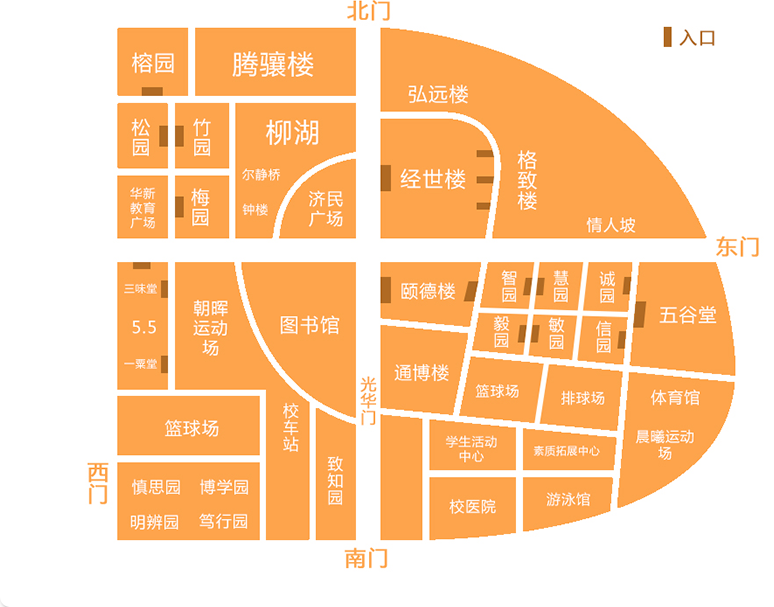 北门
入口
榕园
腾骧楼
弘远楼
松园
竹园
柳湖
尔静桥
钟楼
济民
广场
经世楼
格致楼
华新
教育
广场
梅园
情人坡
东门
三味堂
5.5
一粟堂
朝晖
运动
场
图书馆
颐德楼
智园
慧园
诚园
毅园
敏园
信园
五谷堂
光华门
通博楼
篮球场
排球场
体育馆
晨曦运动
场
篮球场
校车站
致知园
学生活动
中心
素质拓展中心
西门
慎思园
博学园
明辨园
笃行园
校医院
游泳馆
南门